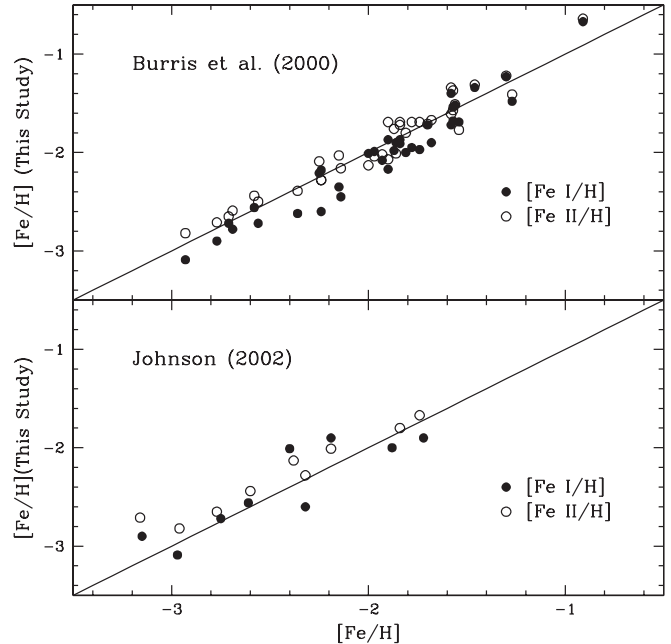 Burris et al. (2000)
[Fe/H] (This Study)
−1
−2
−3
[Fe I/H]
[Fe II/H]
Johnson (2002)
[Fe/H](This Study)
−1
−2
−3
[Fe I/H]
[Fe II/H]
−3 −2 −1
[Fe/H]